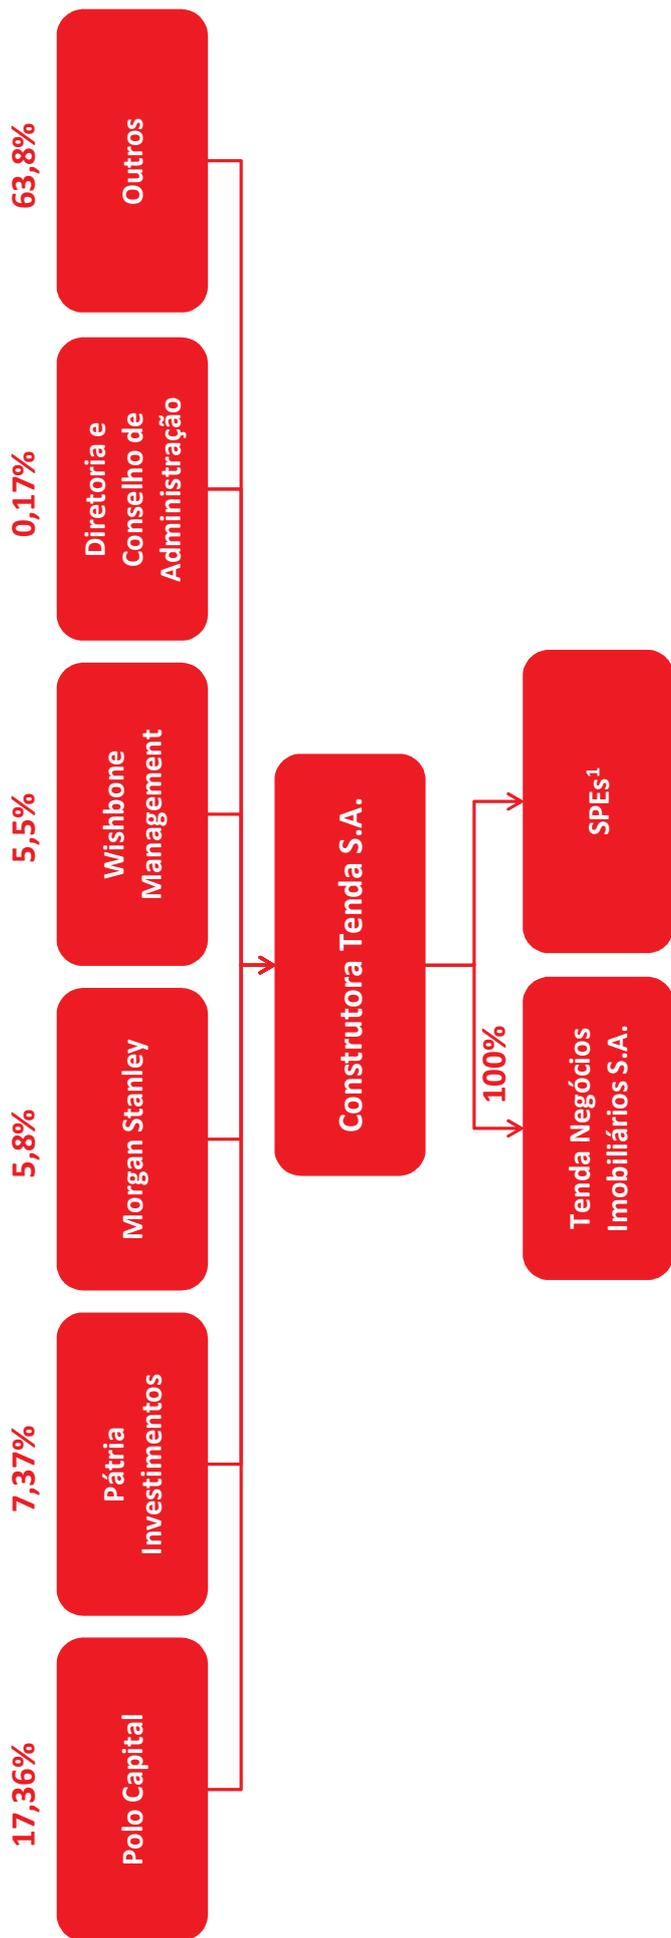 17,36%
7,37%
5,8%
5,5%
0,17%
63,8%
Polo Capital
Pátria
Investimentos
Morgan Stanley
Wishbone
Management
Diretoria e
Conselho de
Administração
Outros
Construtora Tenda S.A.
100%
Tenda Negócios
Imobiliários S.A.
SPEs¹